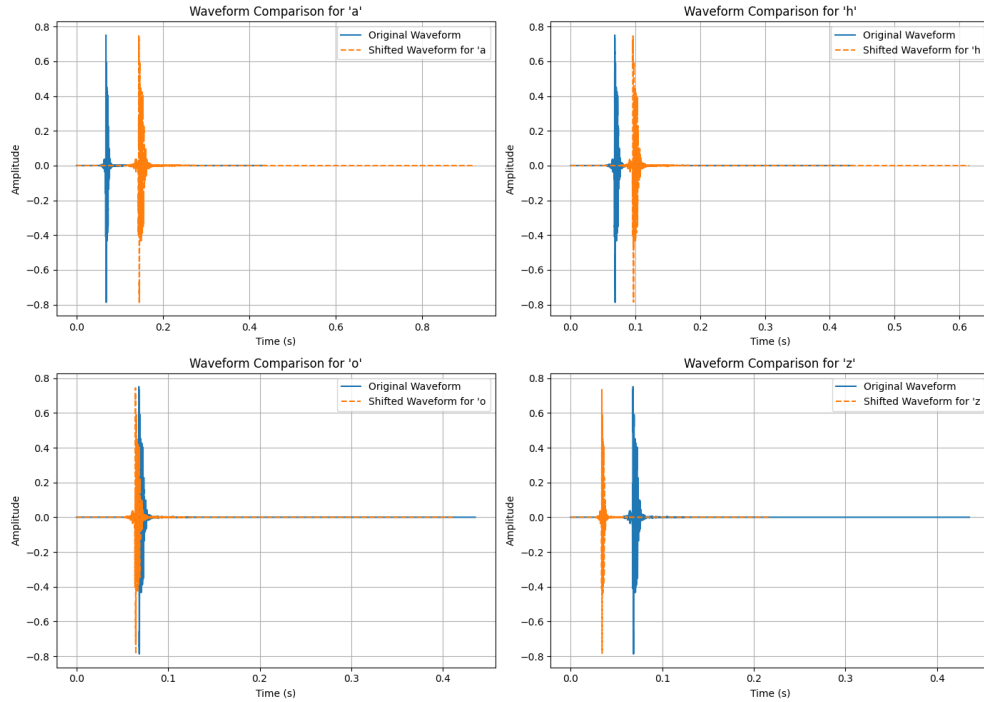 Waveform Comparison for 'a'
0.8
0.6
0.4
0.2
0.0
−0.2
−0.4
−0.6
−0.8
Amplitude
Original Waveform
Shifted Waveform for 'a
0.0 0.2 0.4 0.6 0.8
Time (s)
Waveform Comparison for 'h'
0.8
0.6
0.4
0.2
0.0
−0.2
−0.4
−0.6
−0.8
Amplitude
Original Waveform
Shifted Waveform for 'h
0.0 0.1 0.2 0.3 0.4 0.5 0.6
Time (s)
Waveform Comparison for 'o'
0.8
0.6
0.4
0.2
0.0
−0.2
−0.4
−0.6
−0.8
Amplitude
Original Waveform
Shifted Waveform for 'o
0.0 0.1 0.2 0.3 0.4
Time (s)
Waveform Comparison for 'z'
0.8
0.6
0.4
0.2
0.0
−0.2
−0.4
−0.6
−0.8
Amplitude
Original Waveform
Shifted Waveform for 'z
0.0 0.1 0.2 0.3 0.4
Time (s)